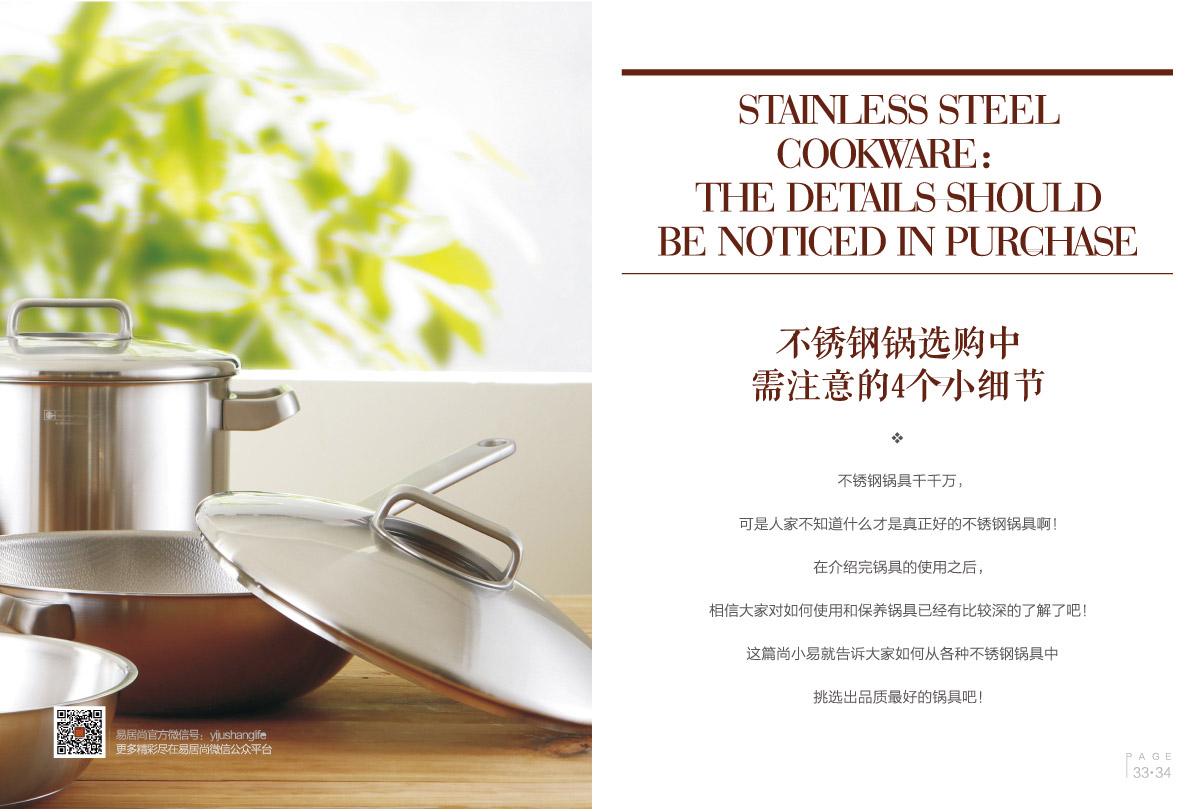 STAINLESS STEEL
COOKWARE：
THE DETAILS SHOULD
BE NOTICED IN PURCHASE
不锈钢锅选购中
需注意的4个小细节
不锈钢锅具千千万，
可是人家不知道什么才是真正好的不锈钢锅具啊！
在介绍完锅具的使用之后，
相信大家对如何使用和保养锅具已经有比较深的了解了吧！
这篇尚小易就告诉大家如何从各种不锈钢锅具中
挑选出品质最好的锅具吧！
易居尚官方微信号：yijushanglife
更多精彩尽在易居尚微信公众平台
PAGE
33·34